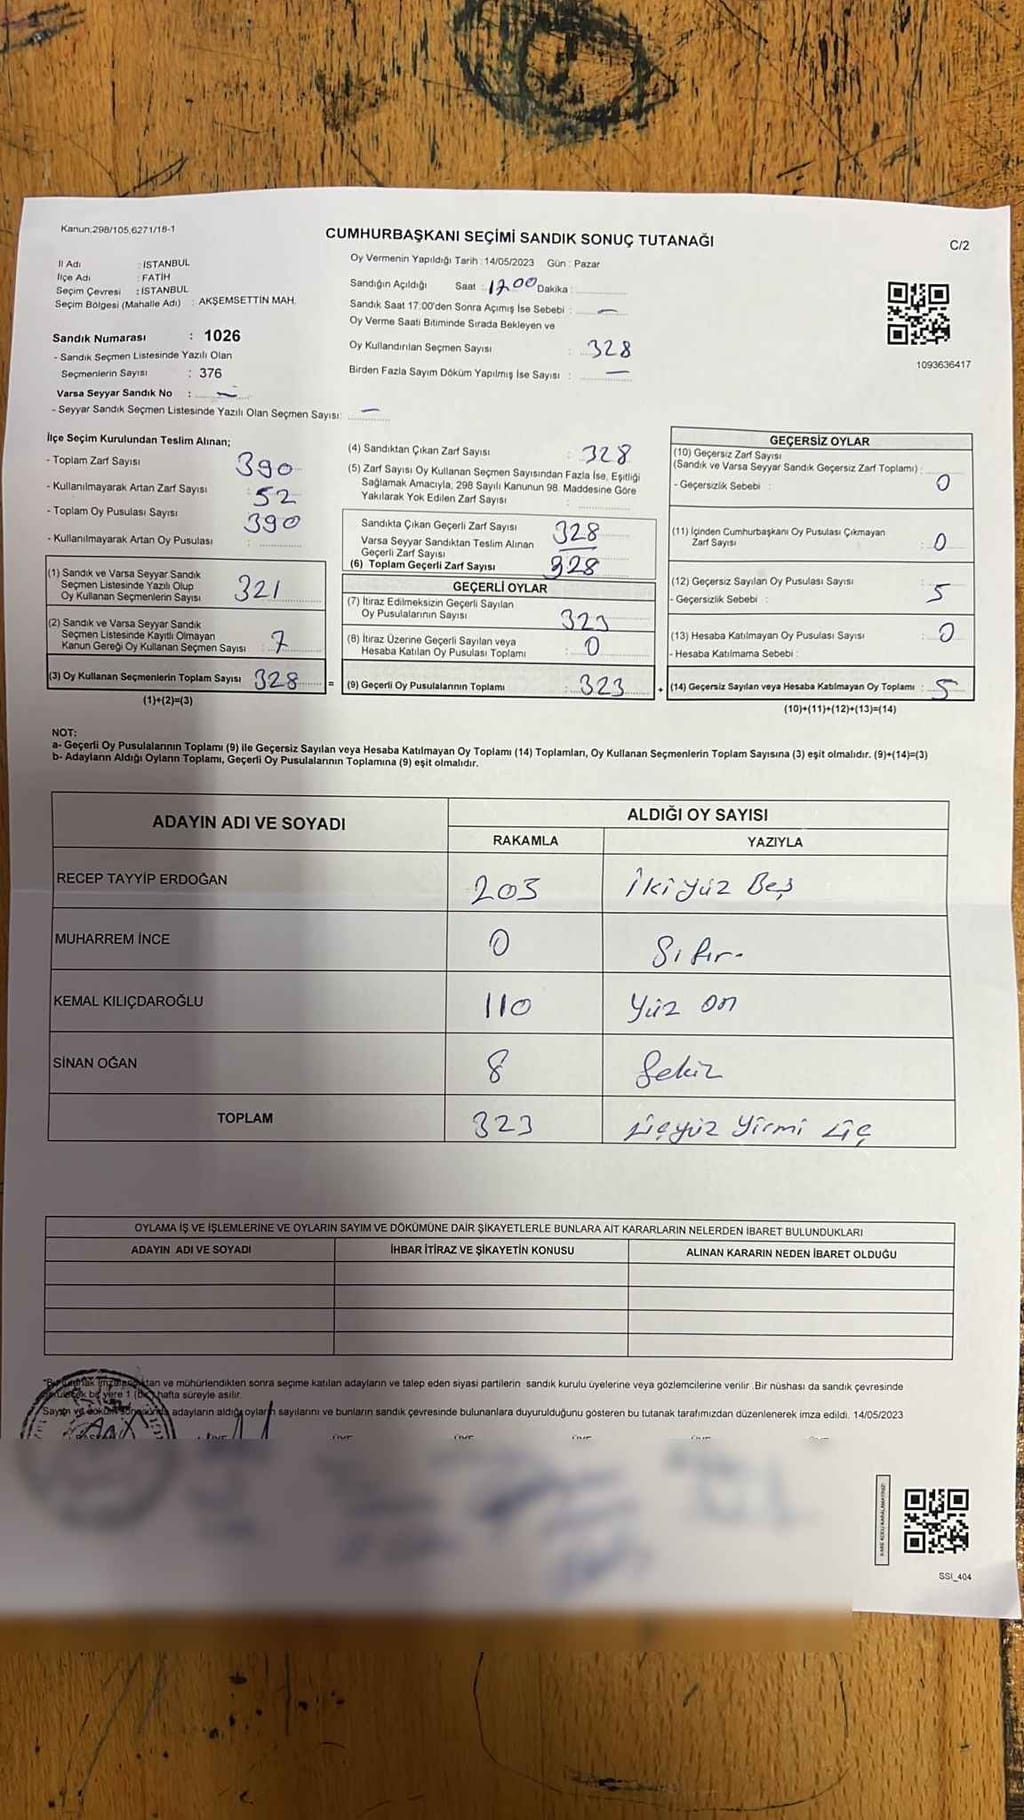 Kanun:298/105,6271/18-1
CUMHURBAŞKANI SEÇİMİ SANDIK SONUÇ TUTANAĞI
C/2
İl Adı : İSTANBUL
İlçe Adı : FATİH
Seçim Çevresi : İSTANBUL
Seçim Bölgesi (Mahalle Adı) : AKŞEMSETTİN MAH.
Oy Vermenin Yapıldığı Tarih : 14/05/2023 Gün : Pazar
Sandığın Açıldığı Saat : 1700 Dakika :
Sandık Saat 17:00'den Sonra Açımış İse Sebebi : —
Oy Verme Saati Bitiminde Sırada Bekleyen ve
Oy Kullandırılan Seçmen Sayısı : 328
Birden Fazla Sayım Döküm Yapılmış İse Sayısı : —
1093636417
Sandık Numarası : 1026
- Sandık Seçmen Listesinde Yazılı Olan
Seçmenlerin Sayısı : 376
Varsa Seyyar Sandık No : —
- Seyyar Sandık Seçmen Listesinde Yazılı Olan Seçmen Sayısı: —
İlçe Seçim Kurulundan Teslim Alınan;
- Toplam Zarf Sayısı 390
- Kullanılmayarak Artan Zarf Sayısı : 52
- Toplam Oy Pusulası Sayısı 390
- Kullanılmayarak Artan Oy Pusulası :
(1) Sandık ve Varsa Seyyar Sandık
Seçmen Listesinde Yazılı Olup
Oy Kullanan Seçmenlerin Sayısı 321
(2) Sandık ve Varsa Seyyar Sandık
Seçmen Listesinde Kayıtlı Olmayan
Kanun Gereği Oy Kullanan Seçmen Sayısı : 7
(3) Oy Kullanan Seçmenlerin Toplam Sayısı 328 =
(1)+(2)=(3)
(4) Sandıktan Çıkan Zarf Sayısı : 328
(5) Zarf Sayısı Oy Kullanan Seçmen Sayısından Fazla İse, Eşitliği
Sağlamak Amacıyla, 298 Sayılı Kanunun 98. Maddesine Göre
Yakılarak Yok Edilen Zarf Sayısı :
Sandıkta Çıkan Geçerli Zarf Sayısı 328
Varsa Seyyar Sandıktan Teslim Alınan
Geçerli Zarf Sayısı
(6) Toplam Geçerli Zarf Sayısı 328
GEÇERLİ OYLAR
(7) İtiraz Edilmeksizin Geçerli Sayılan
Oy Pusulalarının Sayısı 323
(8) İtiraz Üzerine Geçerli Sayılan veya
Hesaba Katılan Oy Pusulası Toplamı : 0
(9) Geçerli Oy Pusulalarının Toplamı : 323 +
GEÇERSİZ OYLAR
(10) Geçersiz Zarf Sayısı
(Sandık ve Varsa Seyyar Sandık Geçersiz Zarf Toplamı) : 0
- Geçersizlik Sebebi :
(11) İçinden Cumhurbaşkanı Oy Pusulası Çıkmayan
Zarf Sayısı : 0
(12) Geçersiz Sayılan Oy Pusulası Sayısı : 5
- Geçersizlik Sebebi :
(13) Hesaba Katılmayan Oy Pusulası Sayısı : 0
- Hesaba Katılmama Sebebi :
(14) Geçersiz Sayılan veya Hesaba Katılmayan Oy Toplamı : 5
(10)+(11)+(12)+(13)=(14)
NOT:
a- Geçerli Oy Pusulalarının Toplamı (9) ile Geçersiz Sayılan veya Hesaba Katılmayan Oy Toplamı (14) Toplamları, Oy Kullanan Seçmenlerin Toplam Sayısına (3) eşit olmalıdır. (9)+(14)=(3)
b- Adayların Aldığı Oyların Toplamı, Geçerli Oy Pusulalarının Toplamına (9) eşit olmalıdır.
ADAYIN ADI VE SOYADI ALDIĞI OY SAYISI
RAKAMLA YAZIYLA
RECEP TAYYİP ERDOĞAN 205 İkiyüz Beş
MUHARREM İNCE 0 Sıfır-
KEMAL KILIÇDAROĞLU 110 Yüz on
SİNAN OĞAN 8 Sekiz
TOPLAM 323 üçyüz yirmi üç
OYLAMA İŞ VE İŞLEMLERİNE VE OYLARIN SAYIM VE DÖKÜMÜNE DAİR ŞİKAYETLERLE BUNLARA AİT KARARLARIN NELERDEN İBARET BULUNDUKLARI
ADAYIN ADI VE SOYADI İHBAR İTİRAZ VE ŞİKAYETİN KONUSU ALINAN KARARIN NEDEN İBARET OLDUĞU
ve mühürlendikten sonra seçime katılan adayların ve talep eden siyasi partilerin sandık kurulu üyelerine veya gözlemcilerine verilir. Bir nüshası da sandık çevresinde
bir yere 1 hafta süreyle asılır.
adayların aldığı oyların sayılarını ve bunların sandık çevresinde bulunanlara duyurulduğunu gösteren bu tutanak tarafımızdan düzenlenerek imza edildi. 14/05/2023
SSI_404